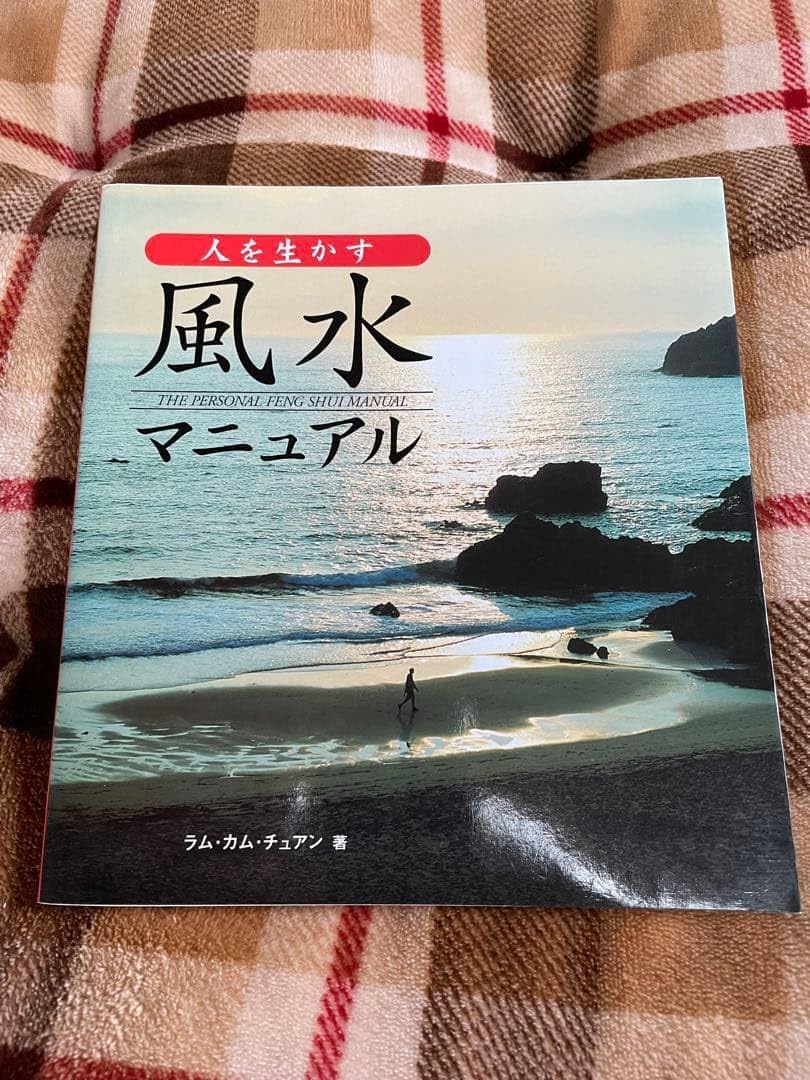 人を生かす
風水
THE PERSONAL FENG SHUI MANUAL
マニュアル
ラム・カム・チュアン 著